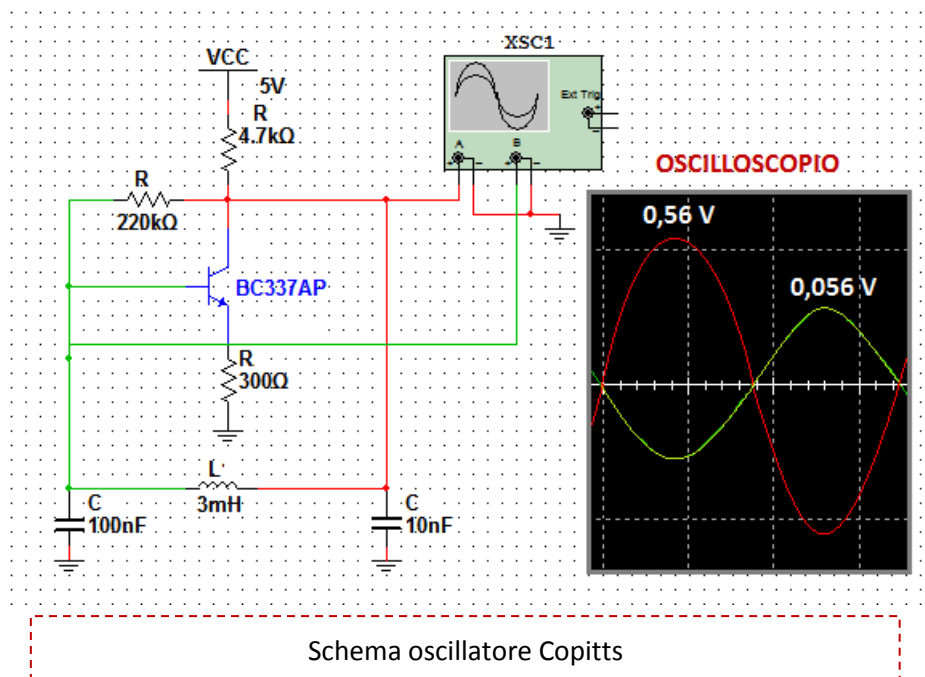 XSC1
VCC
5V
Ext Trig
+
R
4.7kΩ
A
B
+ - + -
OSCILLOSCOPIO
R
220kΩ
0,56 V
BC337AP
0,056 V
R
300Ω
L
3mH
C
100nF
C
10nF
Schema oscillatore Copitts